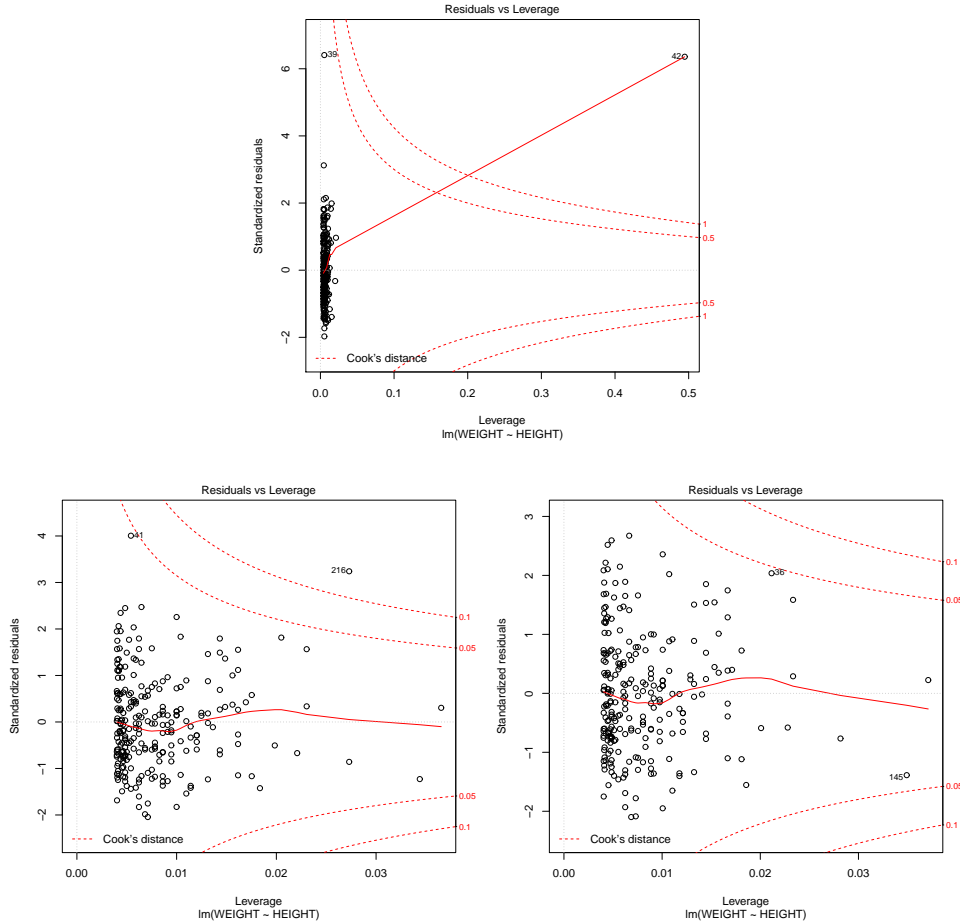 Residuals vs Leverage
39
42
6
4
2
0
−2
Standardized residuals
1
0.5
0.5
1
Cook's distance
0.0 0.1 0.2 0.3 0.4 0.5
Leverage
lm(WEIGHT ~ HEIGHT)
Residuals vs Leverage
41
216
4
3
2
1
0
−1
−2
Standardized residuals
0.1
0.05
0.05
0.1
Cook's distance
0.00 0.01 0.02 0.03
Leverage
lm(WEIGHT ~ HEIGHT)
Residuals vs Leverage
36
145
3
2
1
0
−1
−2
Standardized residuals
0.1
0.05
0.05
0.1
Cook's distance
0.00 0.01 0.02 0.03
Leverage
lm(WEIGHT ~ HEIGHT)